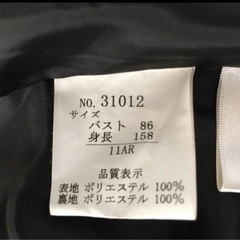 NO.31012
サイズ
バスト 86
身長 158
11AR
品質表示
表地 ポリエステル 100%
裏地 ポリエステル 100%